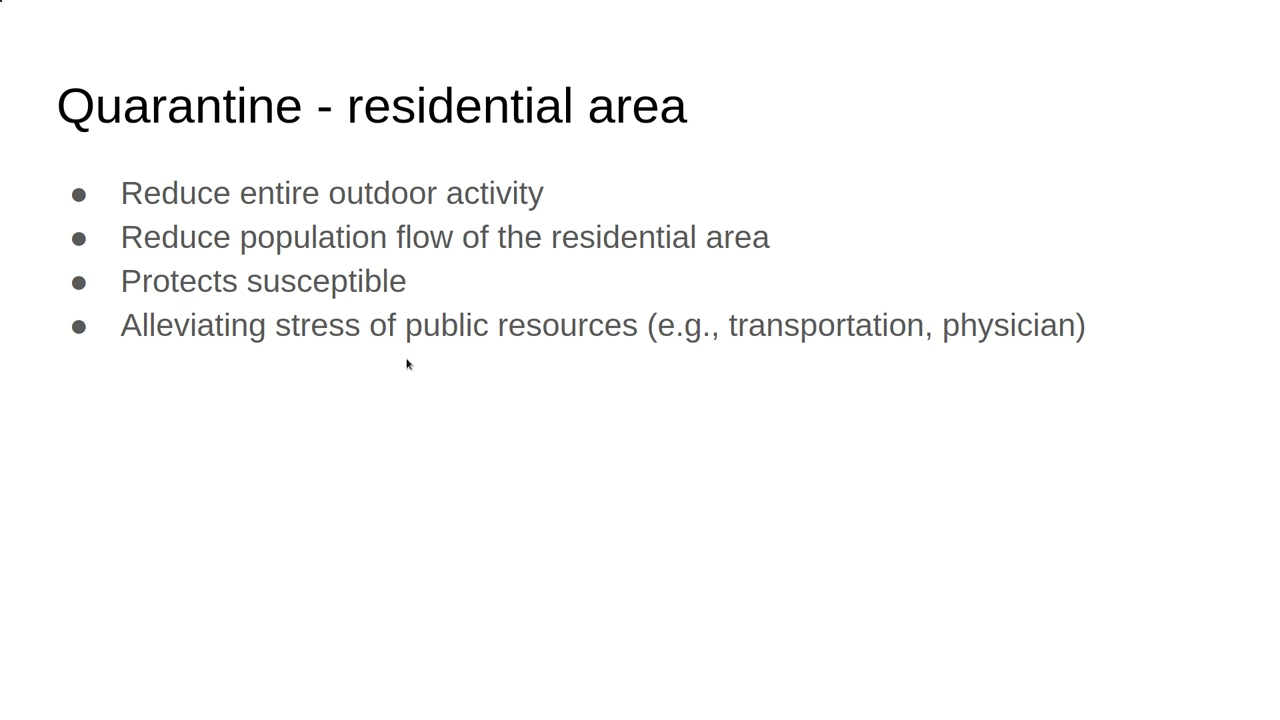 Quarantine - residential area
● Reduce entire outdoor activity
● Reduce population flow of the residential area
● Protects susceptible
● Alleviating stress of public resources (e.g., transportation, physician)